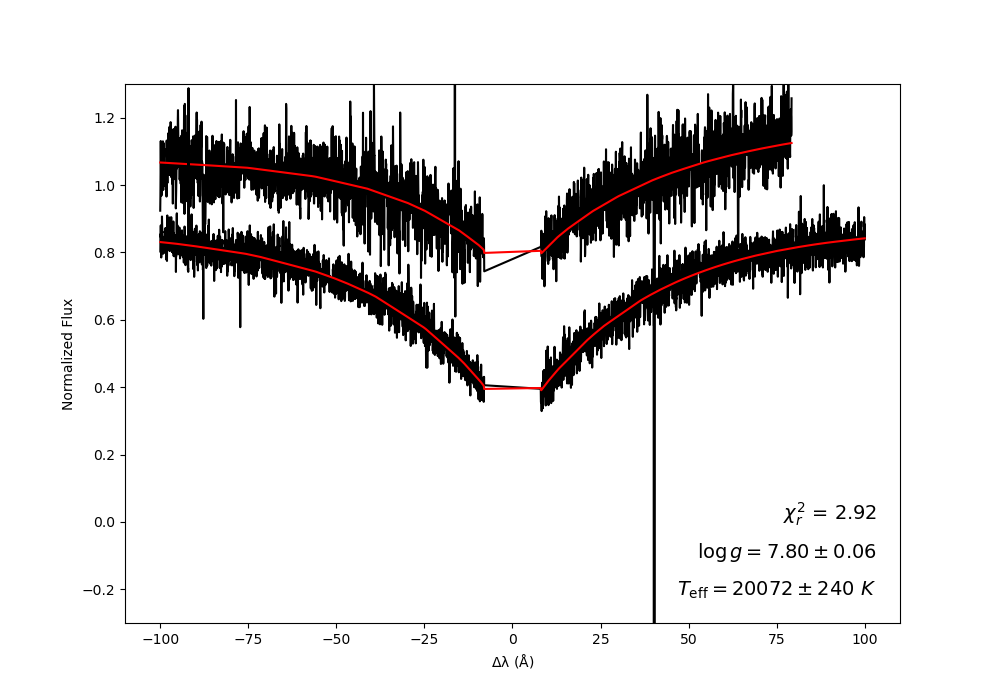 1.2
1.0
0.8
0.6
0.4
0.2
0.0
−0.2
Normalized Flux
χ²ᵣ = 2.92
log g = 7.80 ± 0.06
T_eff = 20072 ± 240 K
−100 −75 −50 −25 0 25 50 75 100
Δλ (Å)